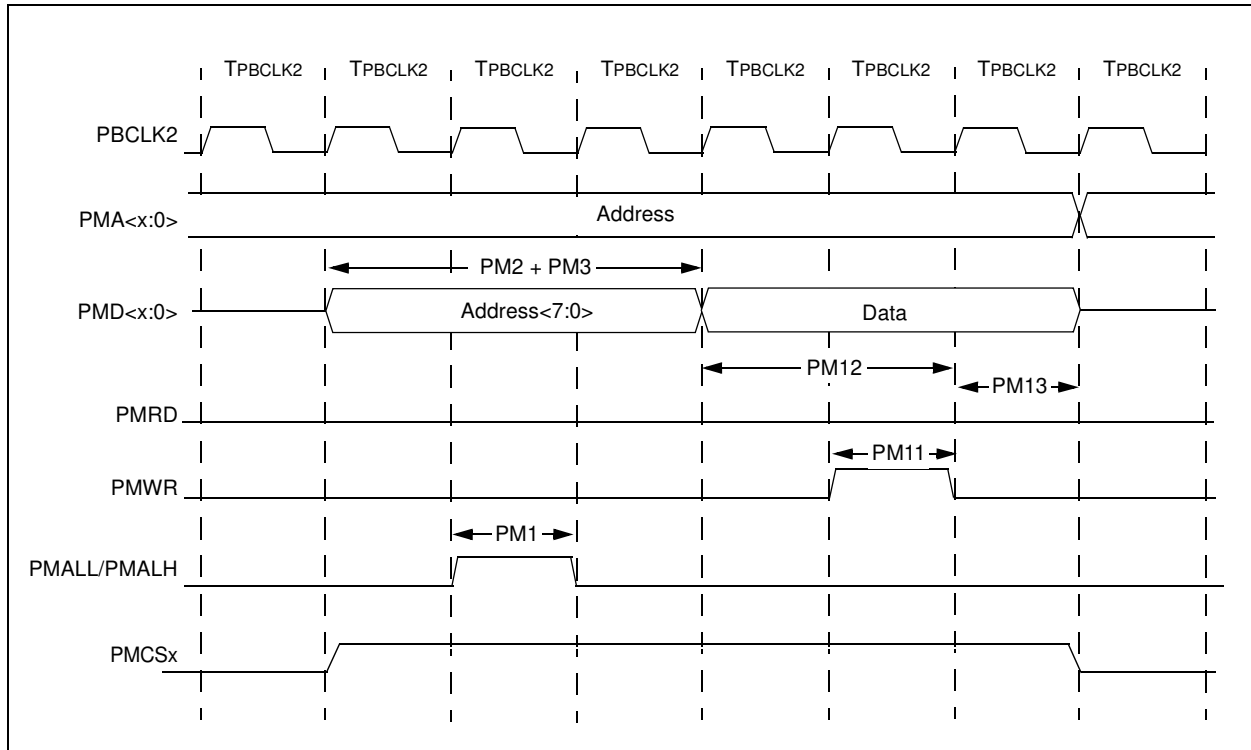 TPBCLK2 TPBCLK2 TPBCLK2 TPBCLK2 TPBCLK2 TPBCLK2 TPBCLK2 TPBCLK2
PBCLK2
PMA<x:0>
Address
PM2 + PM3
PMD<x:0>
Address<7:0>
Data
PM12
PM13
PMRD
PM11
PMWR
PM1
PMALL/PMALH
PMCSx